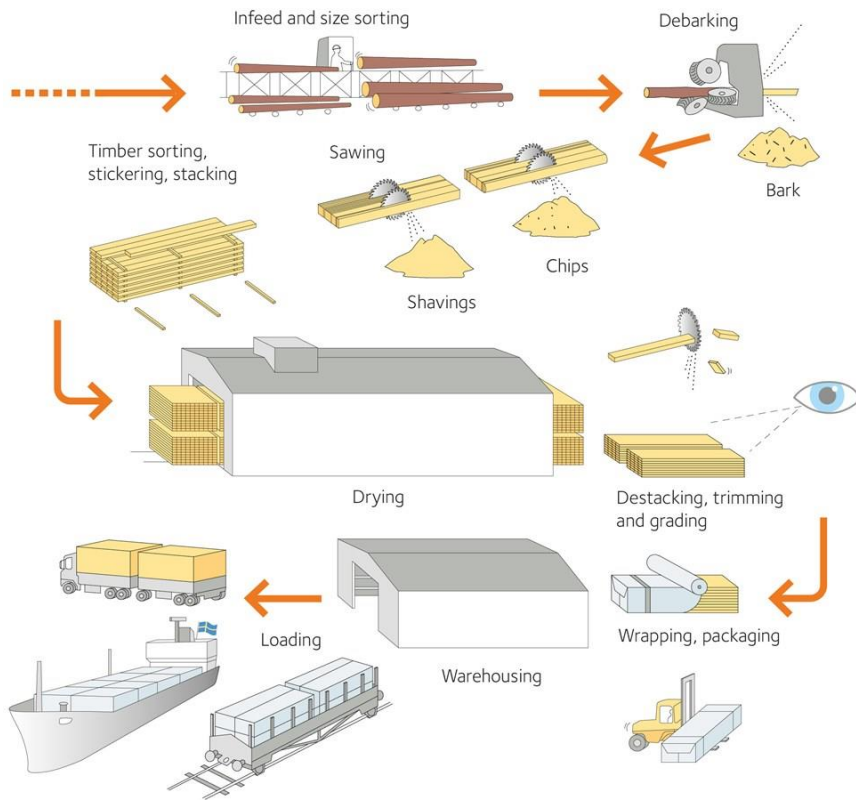 Infeed and size sorting
Debarking
Bark
Sawing
Chips
Shavings
Timber sorting,
stickering, stacking
Drying
Destacking, trimming
and grading
Wrapping, packaging
Warehousing
Loading